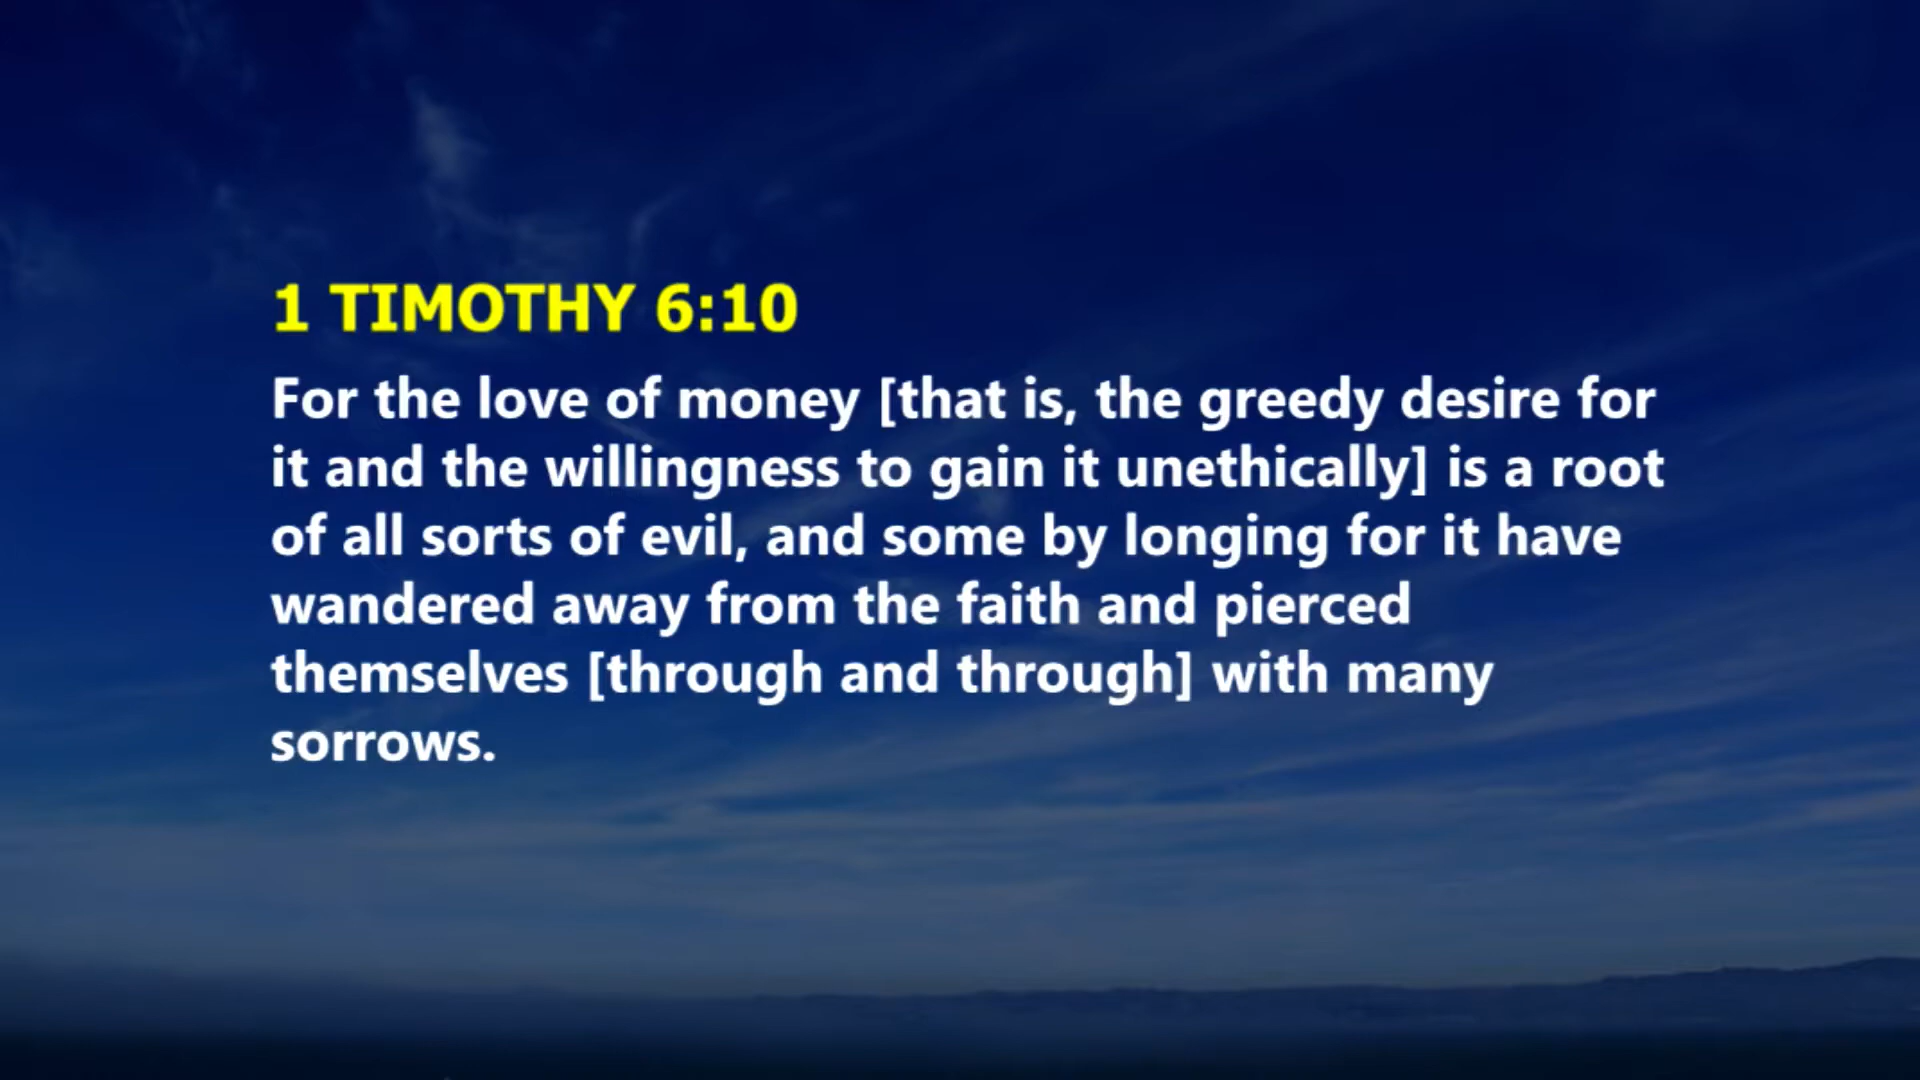 1 TIMOTHY 6:10
For the love of money [that is, the greedy desire for
it and the willingness to gain it unethically] is a root
of all sorts of evil, and some by longing for it have
wandered away from the faith and pierced
themselves [through and through] with many
sorrows.